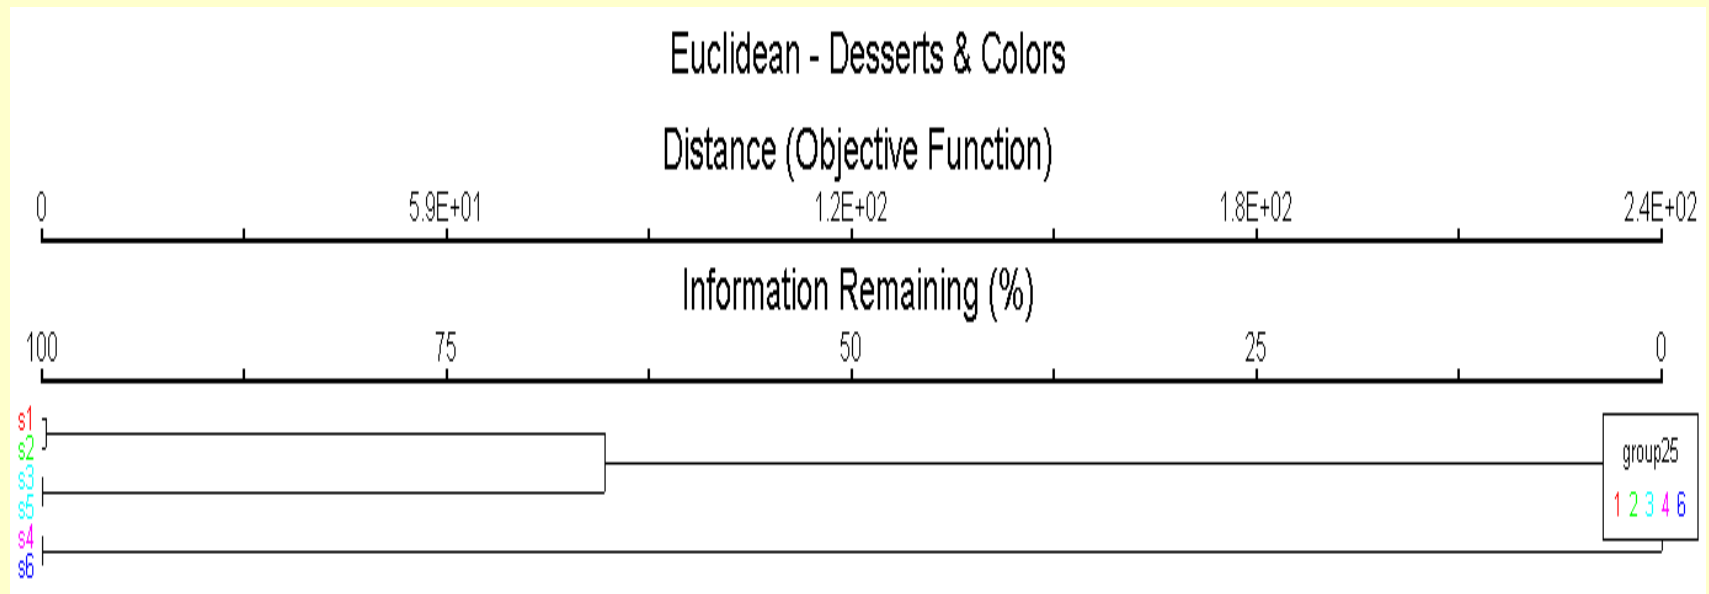 Euclidean - Desserts & Colors
Distance (Objective Function)
0 5.9E+01 1.2E+02 1.8E+02 2.4E+02
Information Remaining (%)
100 75 50 25 0
s1
s2
s3
s5
s4
s6
group25
1 2 3 4 6